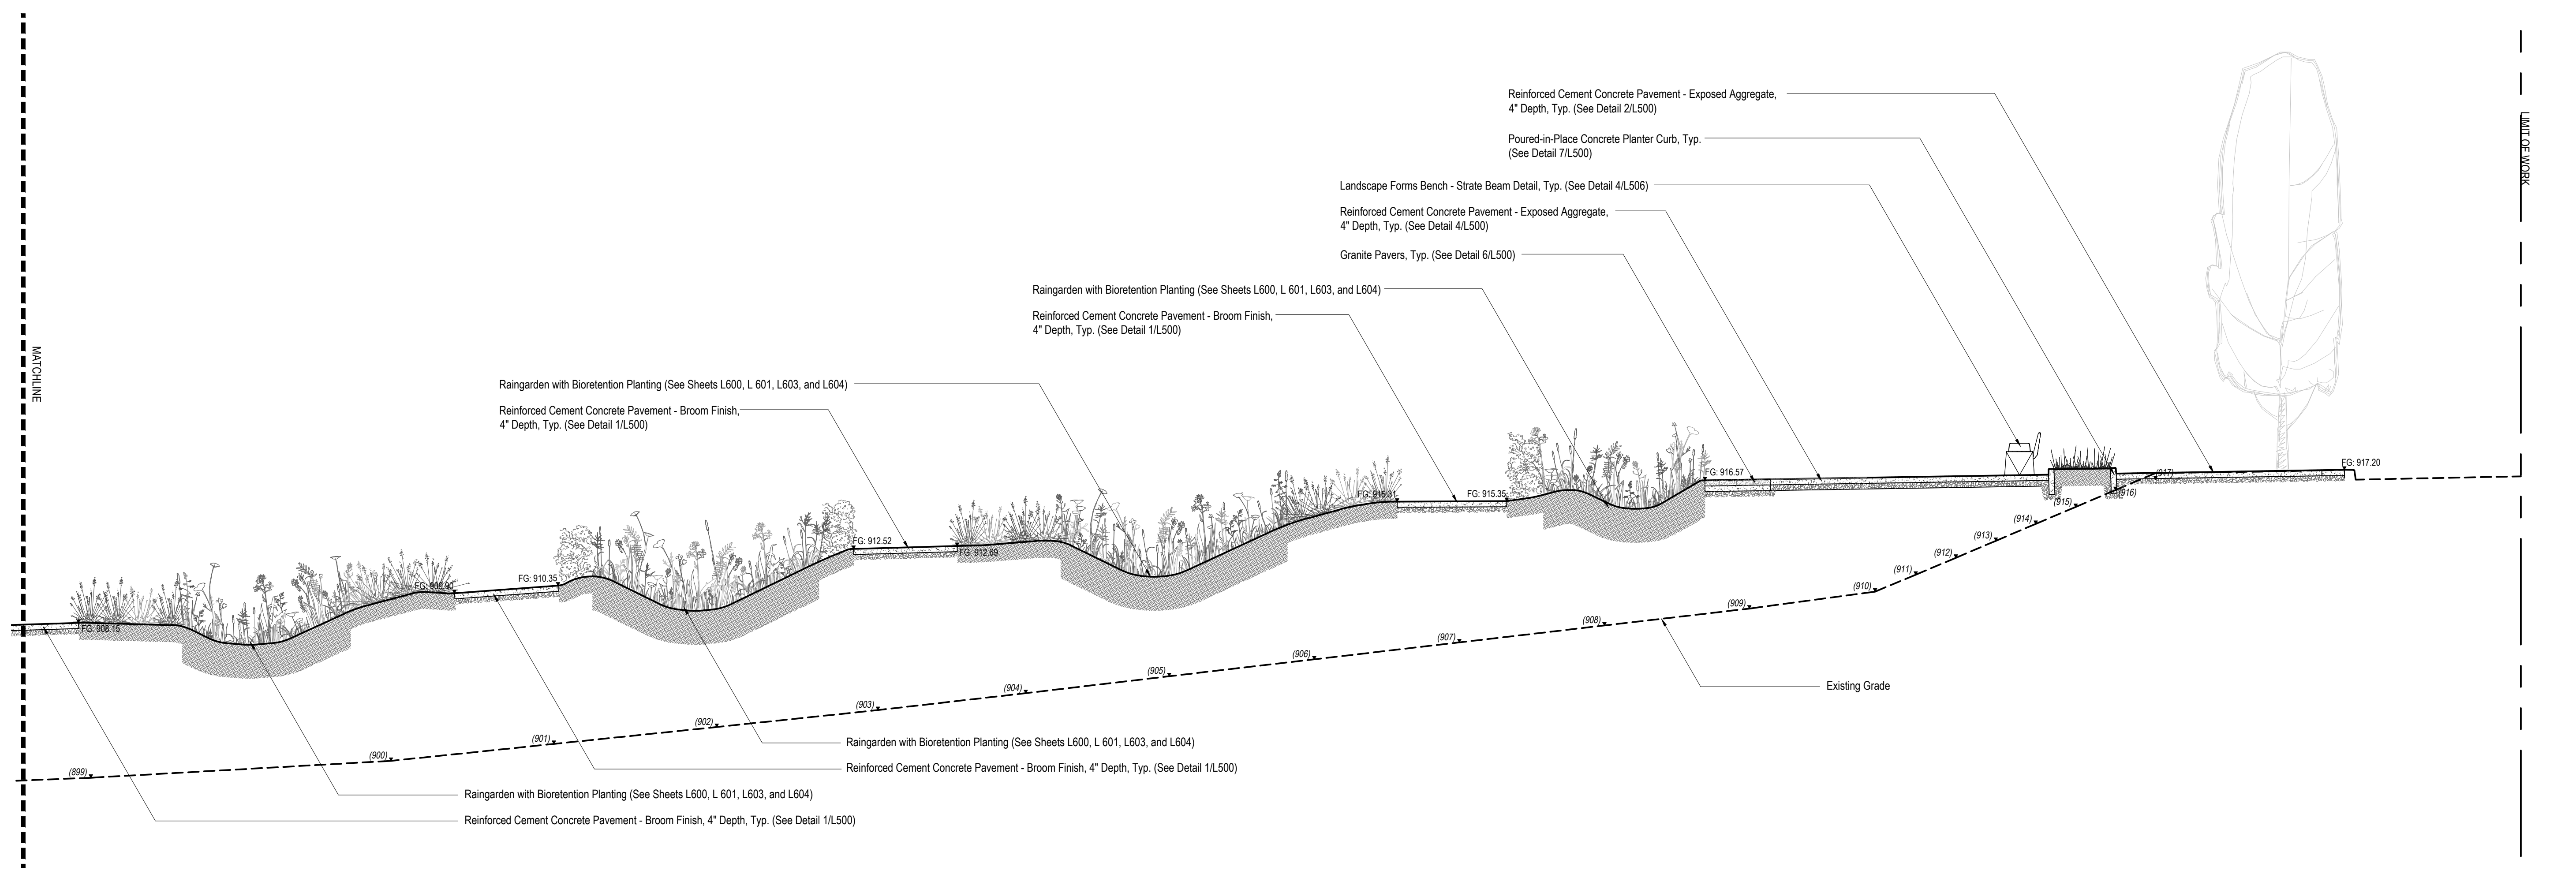 Reinforced Cement Concrete Pavement - Exposed Aggregate,
4" Depth, Typ. (See Detail 2/L500)
Poured-in-Place Concrete Planter Curb, Typ.
(See Detail 7/L500)
LIMIT OF WORK
Landscape Forms Bench - Strate Beam Detail, Typ. (See Detail 4/L506)
Reinforced Cement Concrete Pavement - Exposed Aggregate,
4" Depth, Typ. (See Detail 4/L500)
Granite Pavers, Typ. (See Detail 6/L500)
Raingarden with Bioretention Planting (See Sheets L600, L 601, L603, and L604)
Reinforced Cement Concrete Pavement - Broom Finish,
4" Depth, Typ. (See Detail 1/L500)
MATCHLINE
Raingarden with Bioretention Planting (See Sheets L600, L 601, L603, and L604)
Reinforced Cement Concrete Pavement - Broom Finish,
4" Depth, Typ. (See Detail 1/L500)
FG: 917.20
FG: 916.57
(917)
FG: 915.31
FG: 915.35
(916)
(915)
(914)
(913)
FG: 912.52
FG: 912.69
(912)
(911)
FG: 910.35
FG: 909.90
(910)
(909)
(908)
FG: 908.15
(907)
(906)
(905)
(904)
(903)
(902)
(901)
(900)
(899)
Existing Grade
Raingarden with Bioretention Planting (See Sheets L600, L 601, L603, and L604)
Reinforced Cement Concrete Pavement - Broom Finish, 4" Depth, Typ. (See Detail 1/L500)
Raingarden with Bioretention Planting (See Sheets L600, L 601, L603, and L604)
Reinforced Cement Concrete Pavement - Broom Finish, 4" Depth, Typ. (See Detail 1/L500)